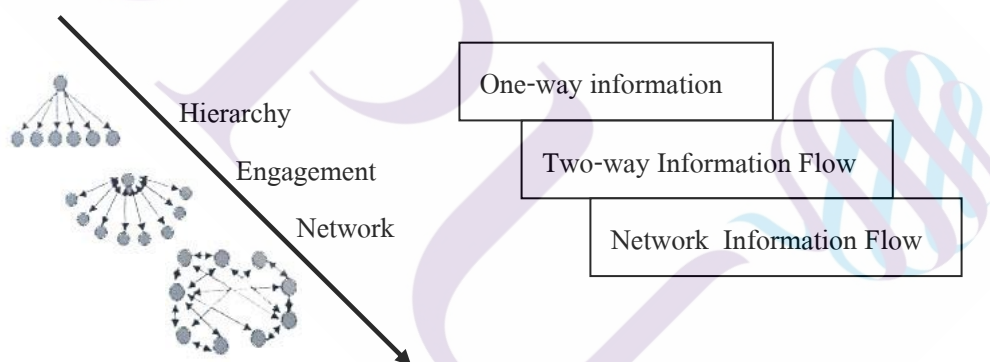 One-way information
Hierarchy
Two-way Information Flow
Engagement
Network
Network Information Flow